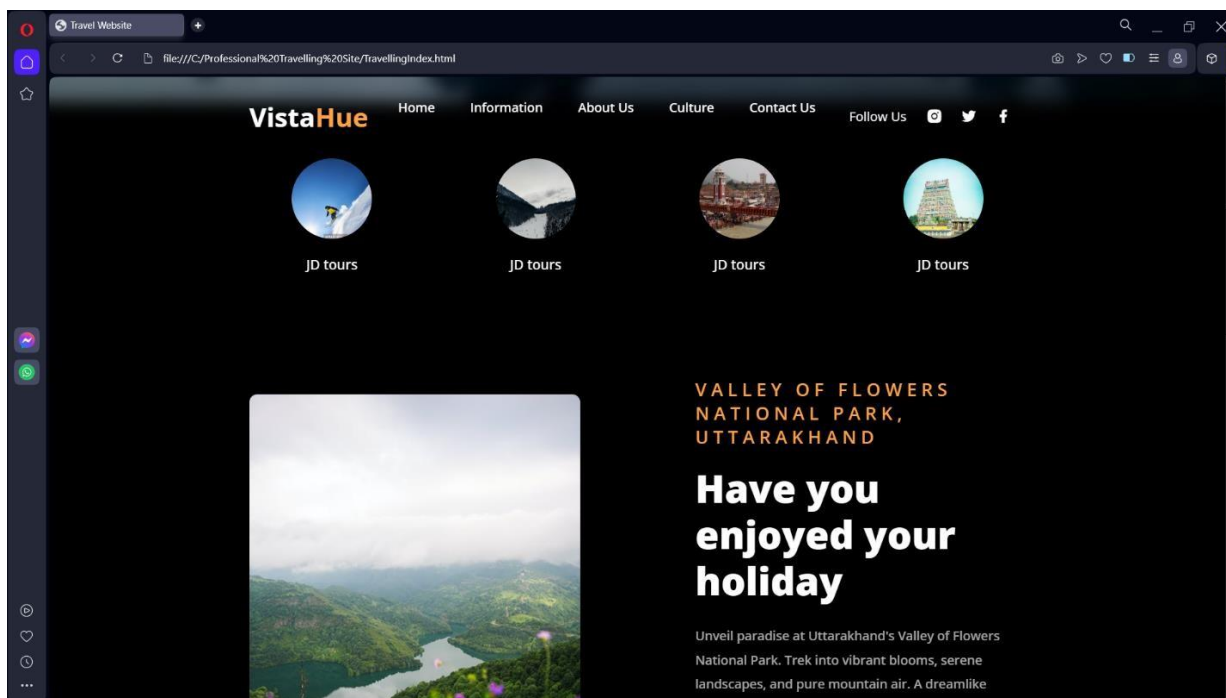 Travel Website
file:///C:/Professional%20Travelling%20Site/TravellingIndex.html
VistaHue
Home Information About Us Culture Contact Us Follow Us
JD tours JD tours JD tours JD tours
VALLEY OF FLOWERS
NATIONAL PARK,
UTTARAKHAND
Have you
enjoyed your
holiday
Unveil paradise at Uttarakhand's Valley of Flowers
National Park. Trek into vibrant blooms, serene
landscapes, and pure mountain air. A dreamlike